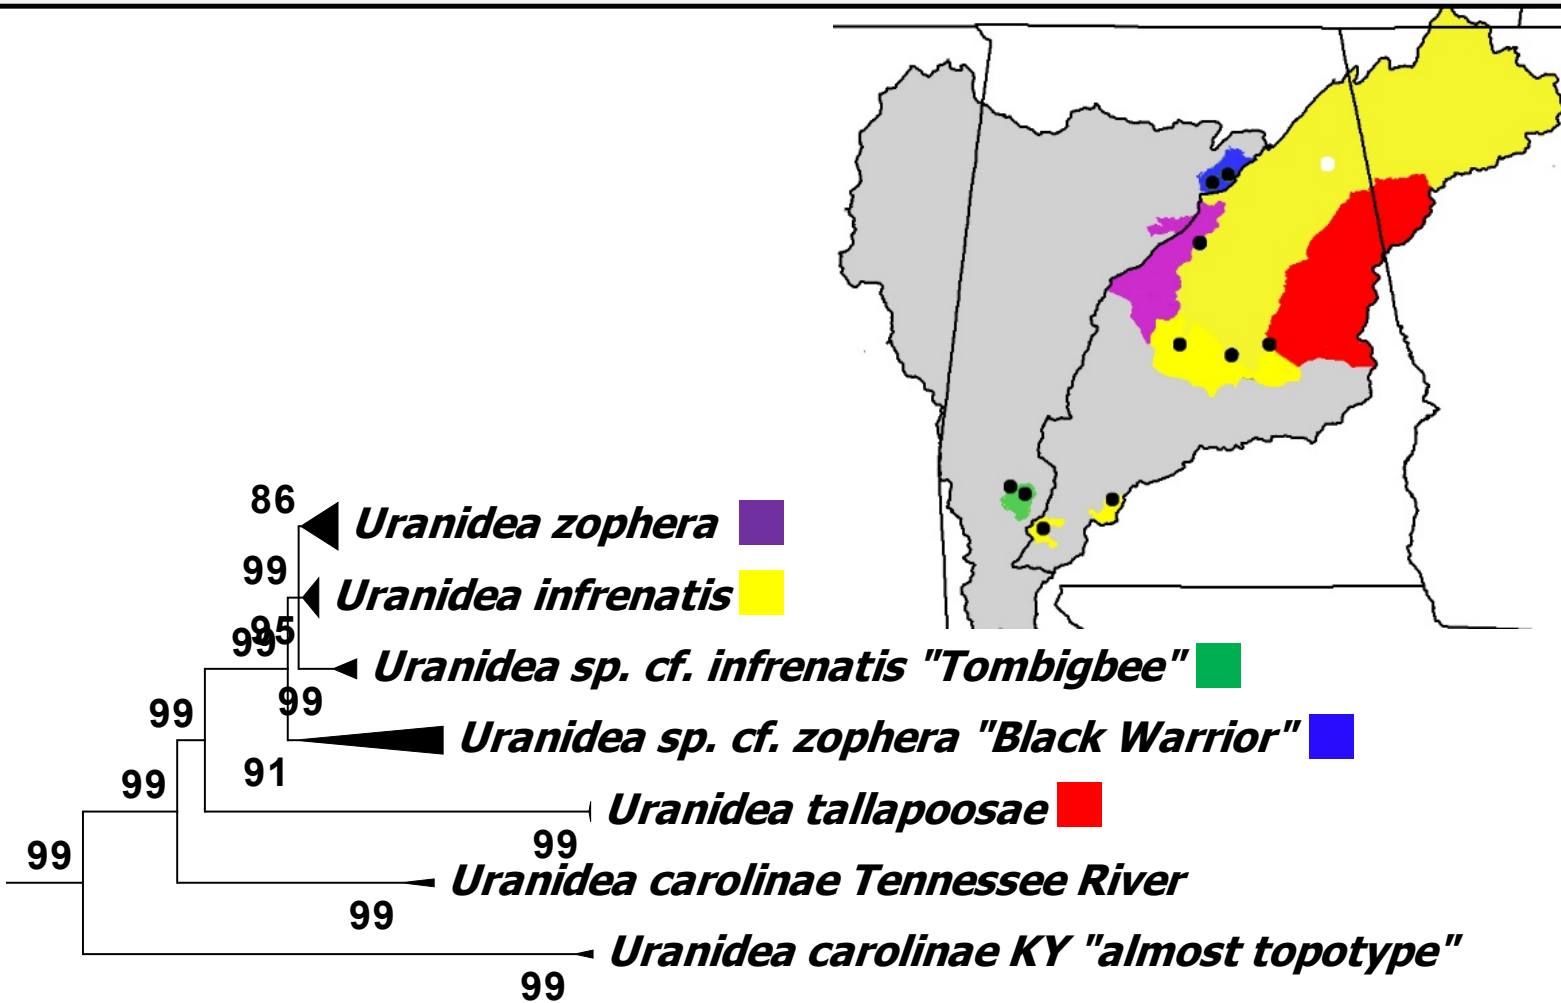 86
Uranidea zophera
99
Uranidea infrenatis
95
99
Uranidea sp. cf. infrenatis "Tombigbee"
99
99
Uranidea sp. cf. zophera "Black Warrior"
91
99
Uranidea tallapoosae
99
99
Uranidea carolinae Tennessee River
99
Uranidea carolinae KY "almost topotype"
99